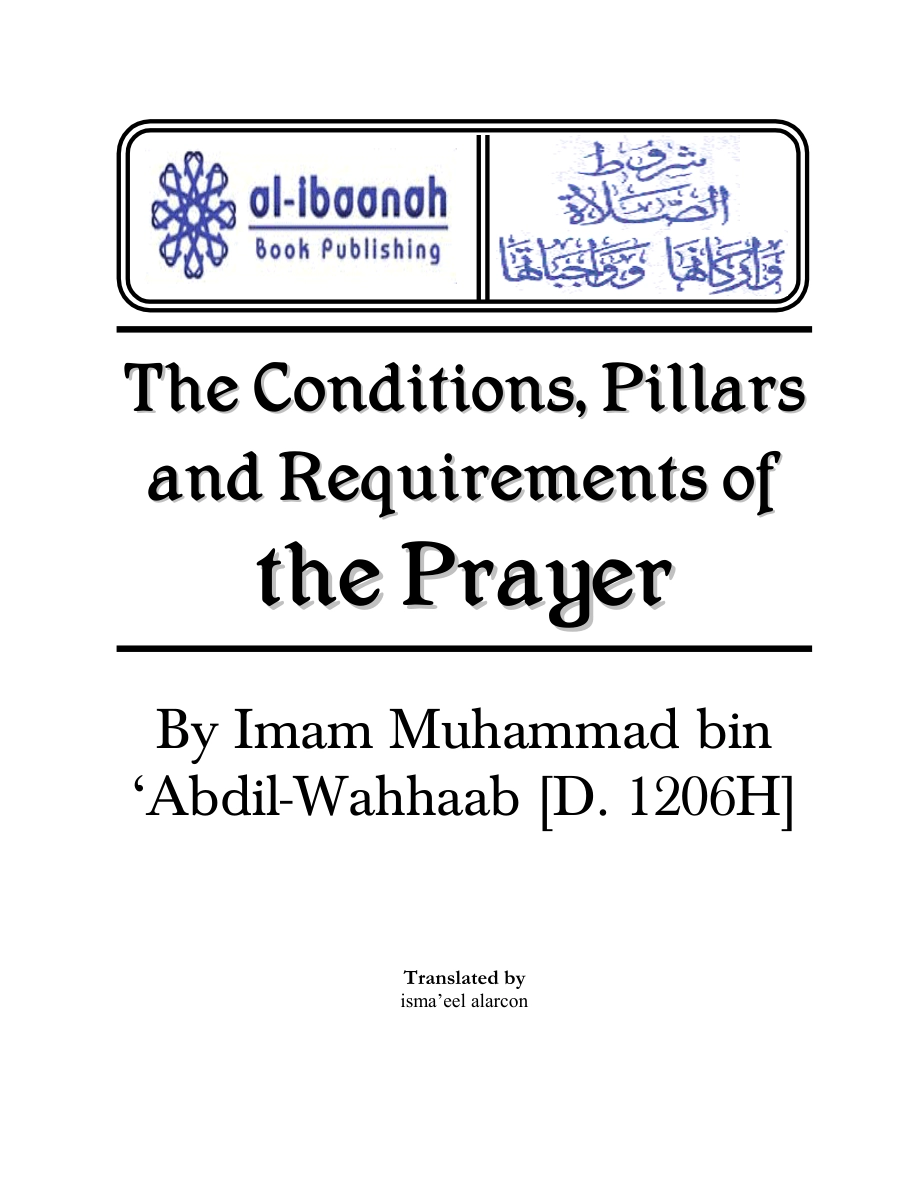 al-ibaanah
Book Publishing
شروط
الصلاة
وأركانها وواجباتها
The Conditions, Pillars
and Requirements of
the Prayer
By Imam Muhammad bin
‘Abdil-Wahhaab [D. 1206H]
Translated by
isma’eel alarcon